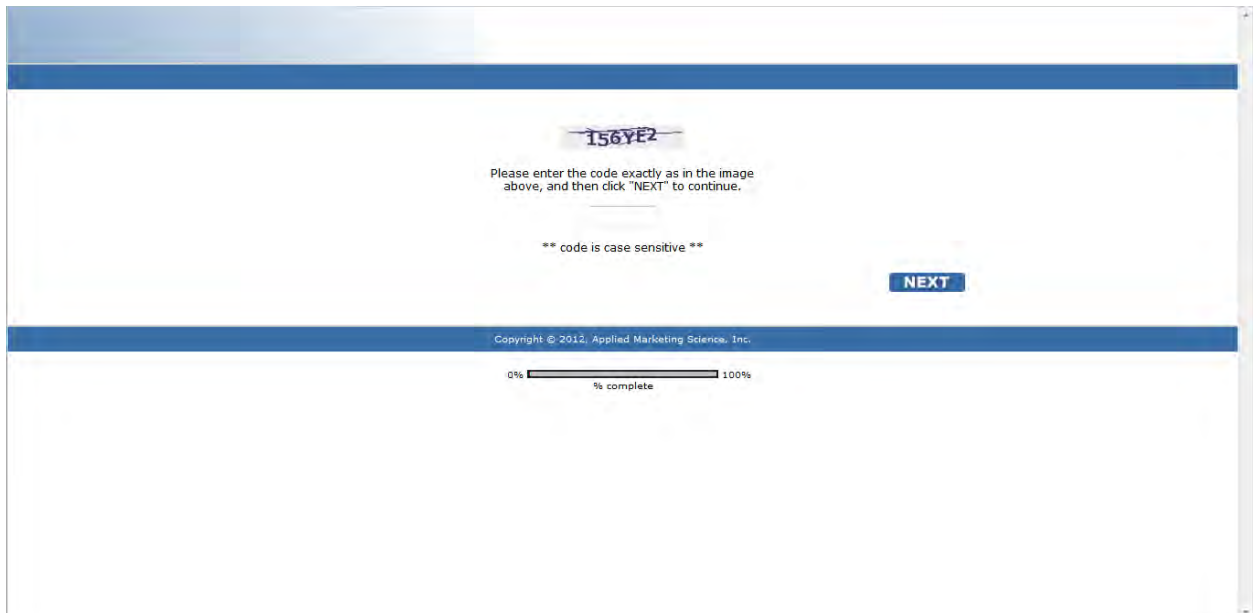 156YE2
Please enter the code exactly as in the image
above, and then click "NEXT" to continue.
** code is case sensitive **
NEXT
Copyright © 2012, Applied Marketing Science, Inc.
0% 100%
% complete